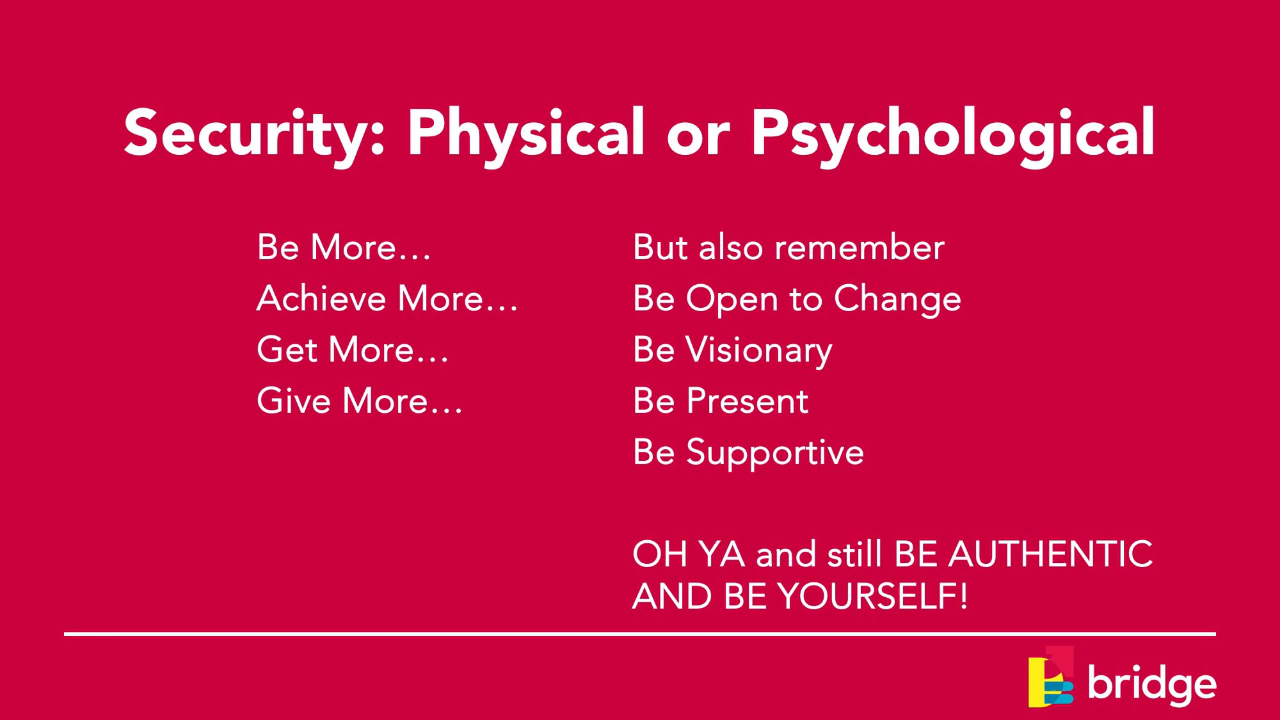 Security: Physical or Psychological
Be More…
Achieve More…
Get More…
Give More…
But also remember
Be Open to Change
Be Visionary
Be Present
Be Supportive
OH YA and still BE AUTHENTIC
AND BE YOURSELF!
bridge